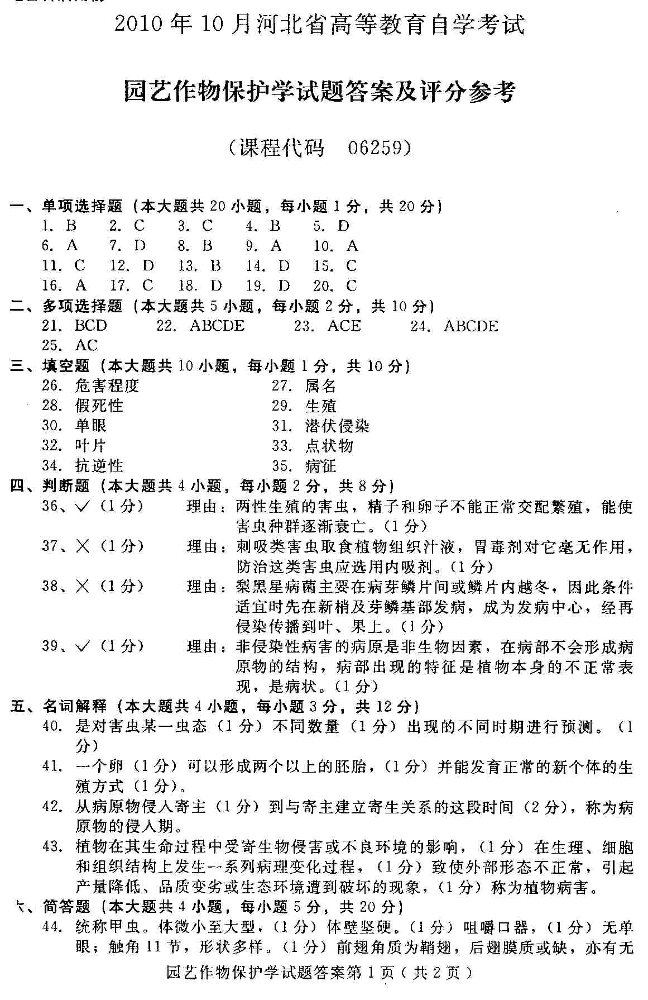 2010年10月河北省高等教育自学考试
园艺作物保护学试题答案及评分参考
（课程代码 06259）
一、单项选择题（本大题共20小题，每小题1分，共20分）
1. B 2. C 3. C 4. B 5. D
6. A 7. D 8. B 9. A 10. A
11. C 12. D 13. B 14. D 15. C
16. A 17. C 18. D 19. D 20. C
二、多项选择题（本大题共5小题，每小题2分，共10分）
21. BCD 22. ABCDE 23. ACE 24. ABCDE
25. AC
三、填空题（本大题共10小题，每小题1分，共10分）
26. 危害程度 27. 属名
28. 假死性 29. 生殖
30. 单眼 31. 潜伏侵染
32. 叶片 33. 点状物
34. 抗逆性 35. 病征
四、判断题（本大题共4小题，每小题2分，共8分）
36、✓（1分） 理由：两性生殖的害虫，精子和卵子不能正常交配繁殖，能使
害虫种群逐渐衰亡。（1分）
37、╳（1分） 理由：刺吸类害虫取食植物组织汁液，胃毒剂对它毫无作用，
防治这类害虫应选用内吸剂。（1分）
38、╳（1分） 理由：梨黑星病菌主要在病芽鳞片间或鳞片内越冬，因此条件
适宜时先在新梢及芽鳞基部发病，成为发病中心，经再
侵染传播到叶、果上。（1分）
39、✓（1分） 理由：非侵染性病害的病原是非生物因素，在病部不会形成病
原物的结构，病部出现的特征是植物本身的不正常表
现，是病状。（1分）
五、名词解释（本大题共4小题，每小题3分，共12分）
40. 是对害虫某一虫态（1分）不同数量（1分）出现的不同时期进行预测。（1
分）
41. 一个卵（1分）可以形成两个以上的胚胎，（1分）并能发育正常的新个体的生
殖方式（1分）。
42. 从病原物侵入寄主（1分）到与寄主建立寄生关系的这段时间（2分），称为病
原物的侵入期。
43. 植物在其生命过程中受寄生物侵害或不良环境的影响，（1分）在生理、细胞
和组织结构上发生一系列病理变化过程，（1分）致使外部形态不正常，引起
产量降低、品质变劣或生态环境遭到破坏的现象，（1分）称为植物病害。
六、简答题（本大题共4小题，每小题5分，共20分）
44. 统称甲虫。体微小至大型，（1分）体壁坚硬。（1分）咀嚼口器，（1分）无单
眼；触角11节，形状多样。（1分）前翅角质为鞘翅，后翅膜质或缺，亦有无
园艺作物保护学试题答案第1页（共2页）